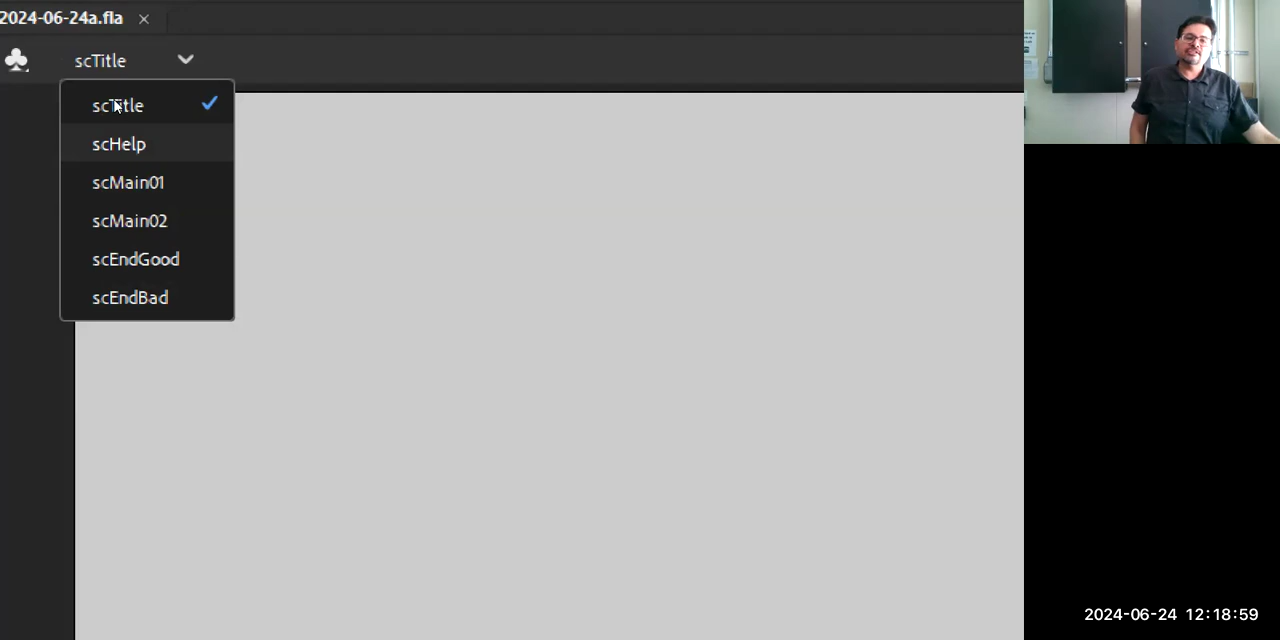 2024-06-24a.fla ×
scTitle
scTitle
scHelp
scMain01
scMain02
scEndGood
scEndBad
2024-06-24 12:18:59